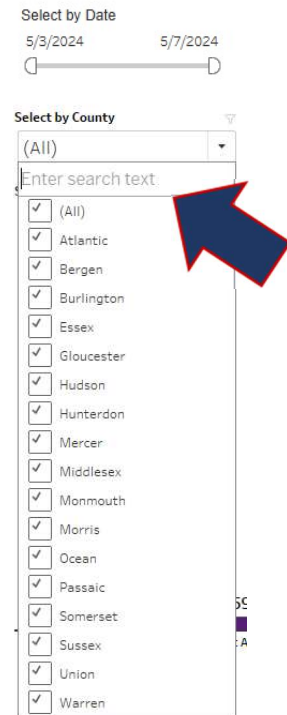 Select by Date
5/3/2024 5/7/2024
Select by County
(All)
Enter search text
(All)
Atlantic
Bergen
Burlington
Essex
Gloucester
Hudson
Hunterdon
Mercer
Middlesex
Monmouth
Morris
Ocean
Passaic
Somerset
Sussex
Union
Warren